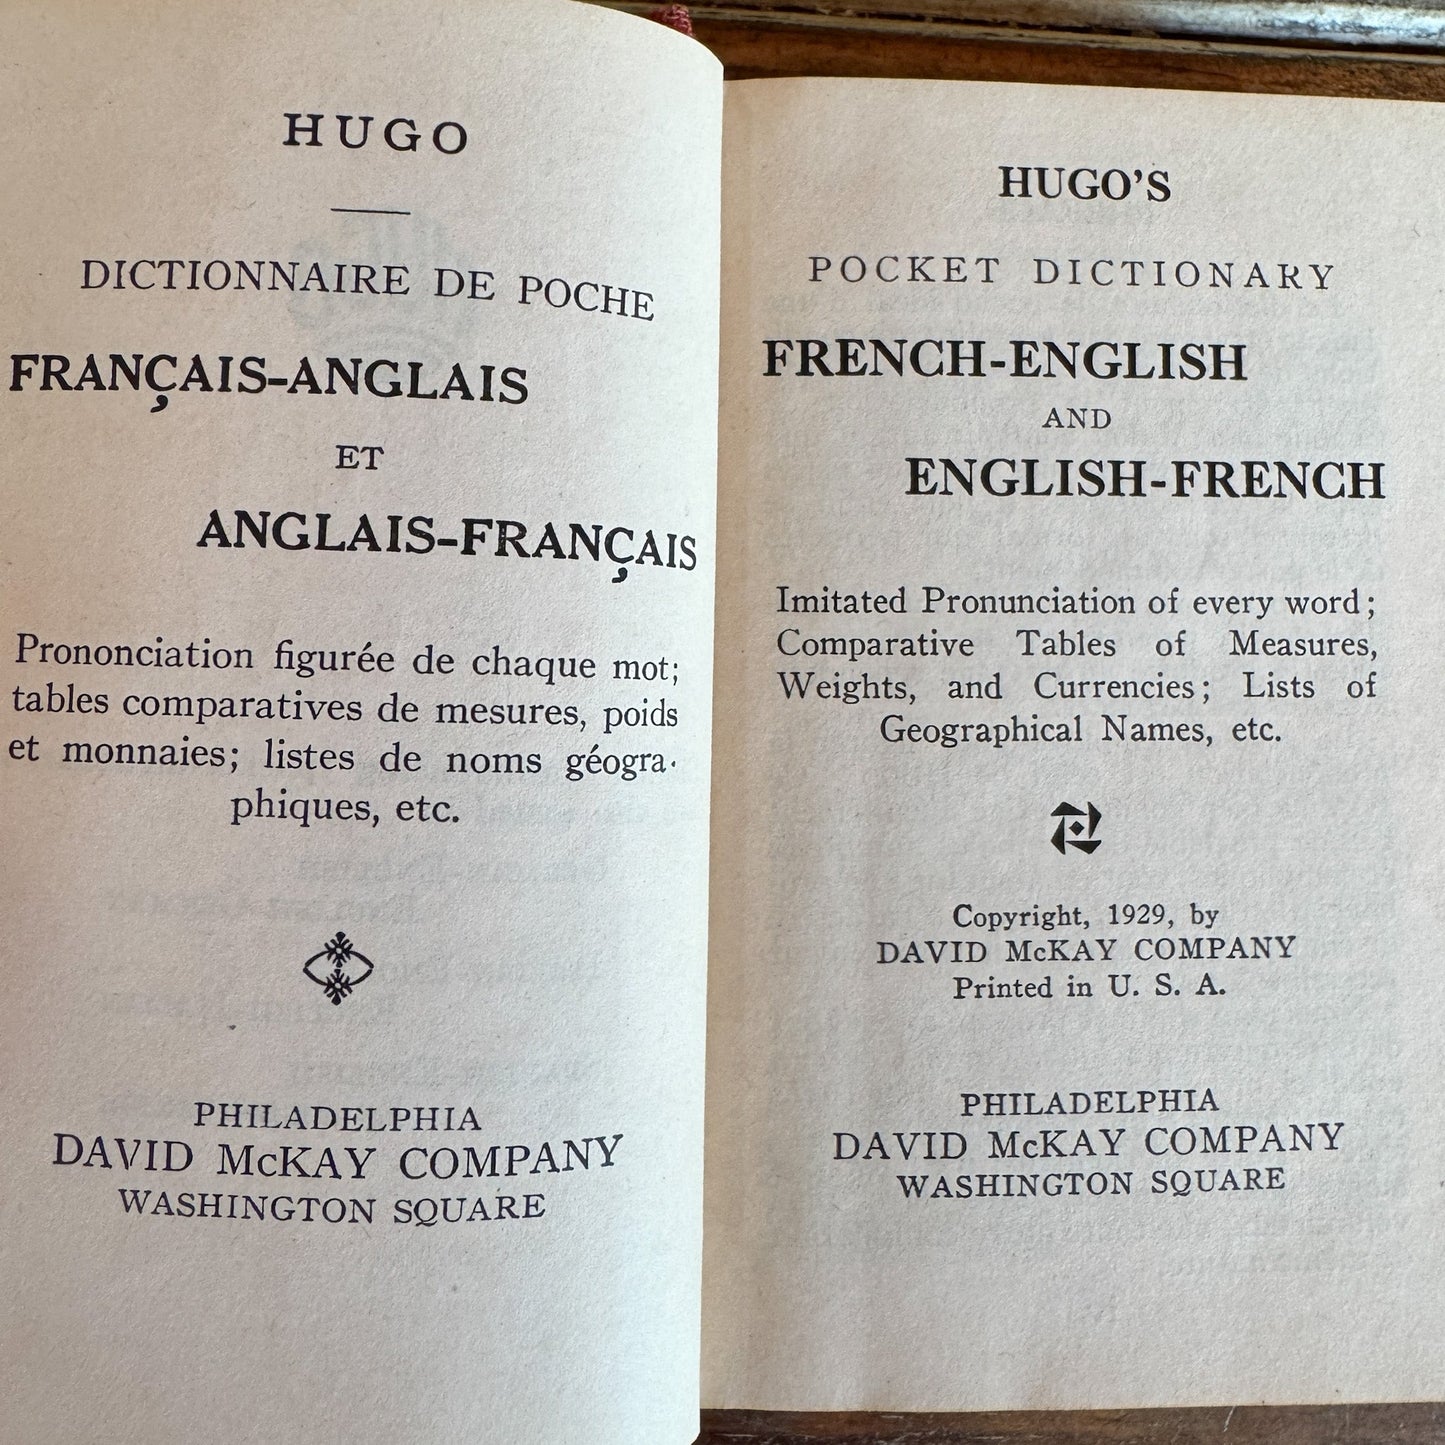 HUGO
DICTIONNAIRE DE POCHE
FRANÇAIS-ANGLAIS
ET
ANGLAIS-FRANÇAIS
Prononciation figurée de chaque mot;
tables comparatives de mesures, poids
et monnaies; listes de noms géogra-
phiques, etc.
PHILADELPHIA
DAVID McKAY COMPANY
WASHINGTON SQUARE
HUGO'S
POCKET DICTIONARY
FRENCH-ENGLISH
AND
ENGLISH-FRENCH
Imitated Pronunciation of every word;
Comparative Tables of Measures,
Weights, and Currencies; Lists of
Geographical Names, etc.
Copyright, 1929, by
DAVID McKAY COMPANY
Printed in U. S. A.
PHILADELPHIA
DAVID McKAY COMPANY
WASHINGTON SQUARE